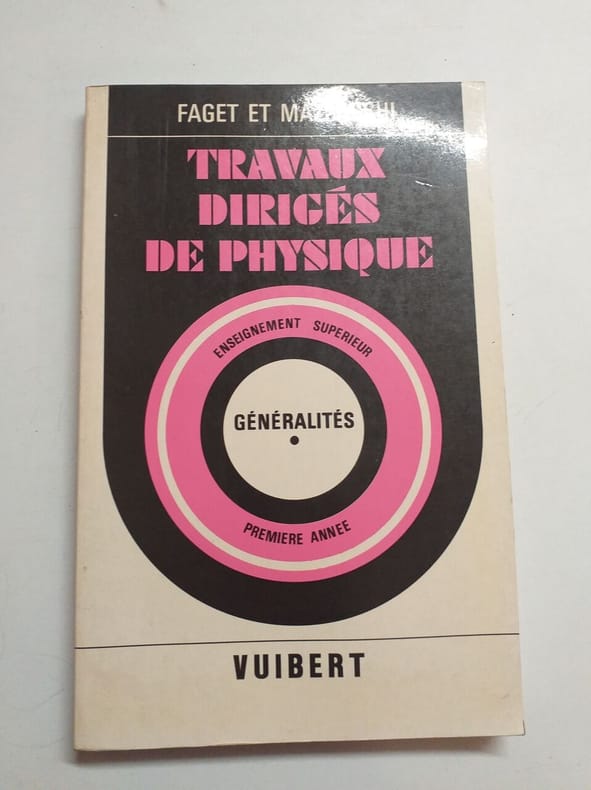 FAGET ET
TRAVAUX
DIRIGÉS
DE PHYSIQUE
ENSEIGNEMENT SUPERIEUR
GÉNÉRALITÉS
PREMIERE ANNEE
VUIBERT